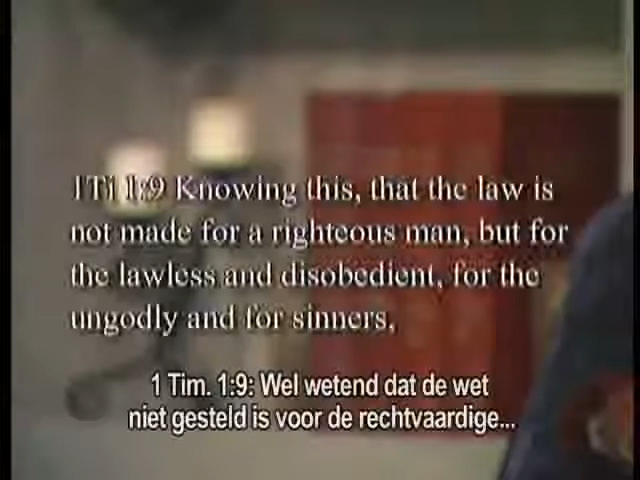 1Ti 1:9 Knowing this, that the law is
not made for a righteous man, but for
the lawless and disobedient, for the
ungodly and for sinners,
1 Tim. 1:9: Wel wetend dat de wet
niet gesteld is voor de rechtvaardige...